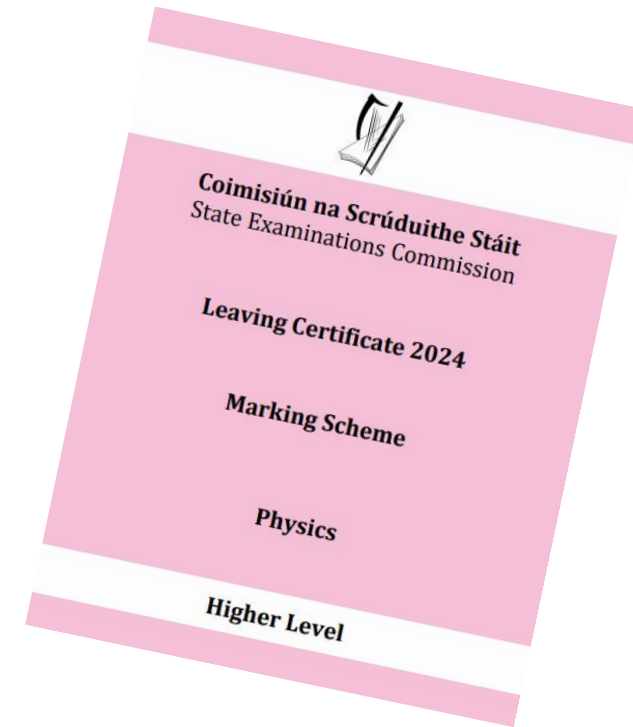 Coimisiún na Scrúduithe Stáit
State Examinations Commission
Leaving Certificate 2024
Marking Scheme
Physics
Higher Level